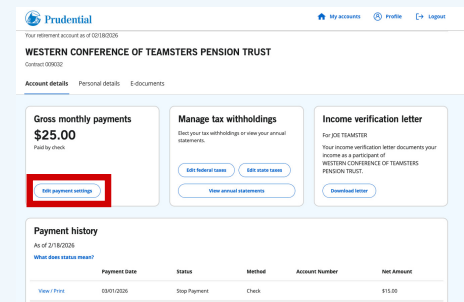 Prudential
My accounts Profile Logout
Your retirement account as of 02/18/2026
WESTERN CONFERENCE OF TEAMSTERS PENSION TRUST
Contract 009032
Account details Personal details E-documents
Gross monthly payments
$25.00
Paid by check
Edit payment settings
Manage tax withholdings
Elect your tax withholdings or view your annual
statements.
Edit federal taxes Edit state taxes
View annual statements
Income verification letter
For JOE TEAMSTER
Your income verification letter documents your
income as a participant of
WESTERN CONFERENCE OF TEAMSTERS
PENSION TRUST.
Download letter
Payment history
As of 2/18/2026
What does status mean?
Payment Date Status Method Account Number Net Amount
View / Print 03/01/2026 Stop Payment Check $15.00